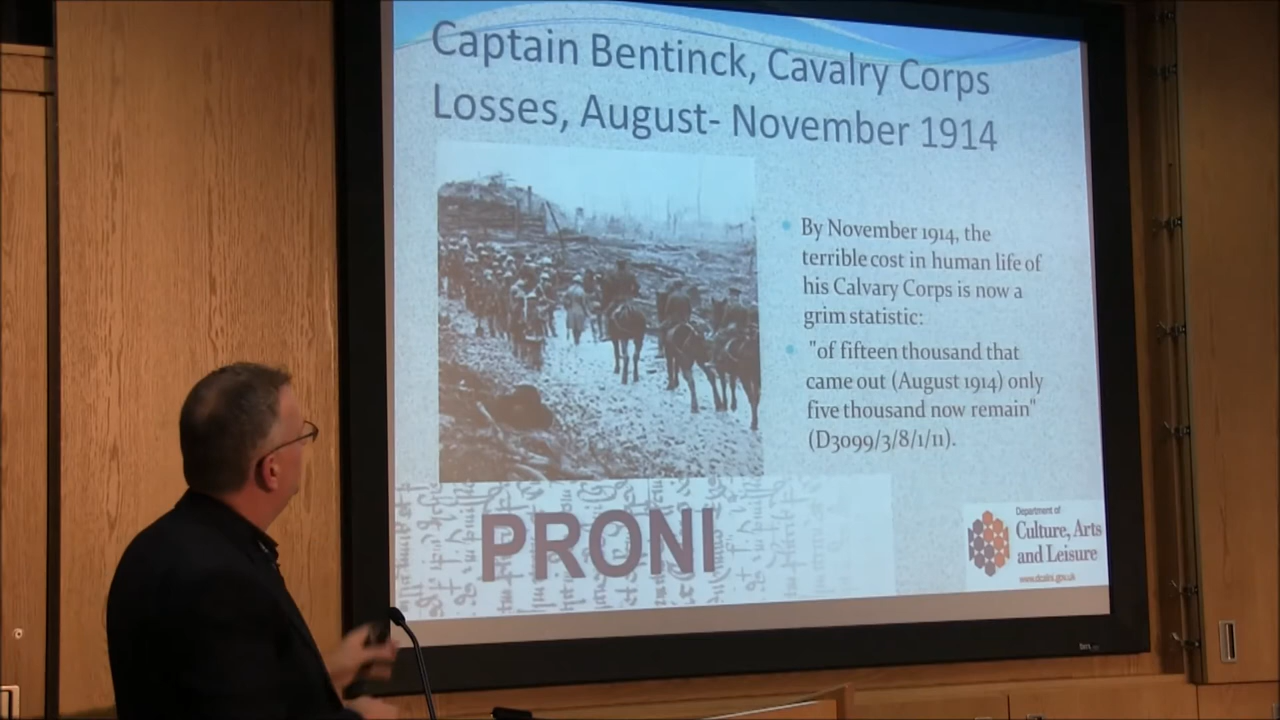 Captain Bentinck, Cavalry Corps
Losses, August- November 1914
By November 1914, the
terrible cost in human life of
his Calvary Corps is now a
grim statistic:
"of fifteen thousand that
came out (August 1914) only
five thousand now remain"
(D3099/3/8/1/11).
PRONI
Department of
Culture, Arts
and Leisure
www.dcalni.gov.uk